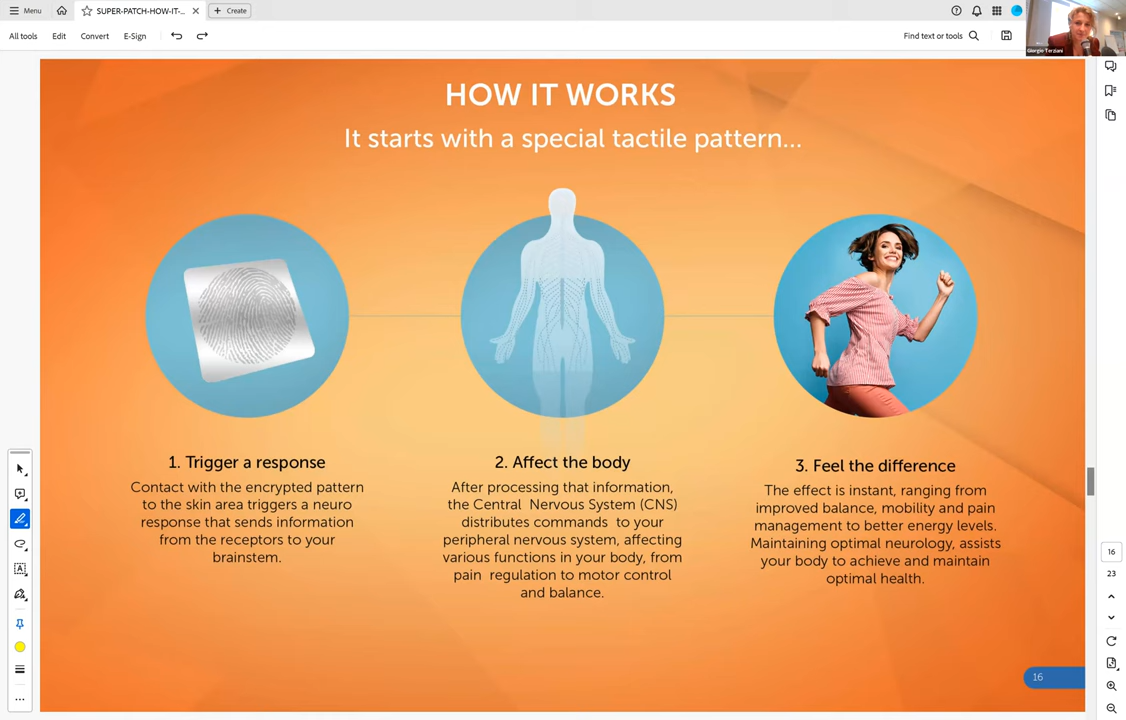 Menu
SUPER-PATCH-HOW-IT-...
Create
All tools
Edit
Convert
E-Sign
Find text or tools
Giorgio Terziani
HOW IT WORKS
It starts with a special tactile pattern...
1. Trigger a response
Contact with the encrypted pattern
to the skin area triggers a neuro
response that sends information
from the receptors to your
brainstem.
2. Affect the body
After processing that information,
the Central Nervous System (CNS)
distributes commands to your
peripheral nervous system, affecting
various functions in your body, from
pain regulation to motor control
and balance.
3. Feel the difference
The effect is instant, ranging from
improved balance, mobility and pain
management to better energy levels.
Maintaining optimal neurology, assists
your body to achieve and maintain
optimal health.
16
16
23